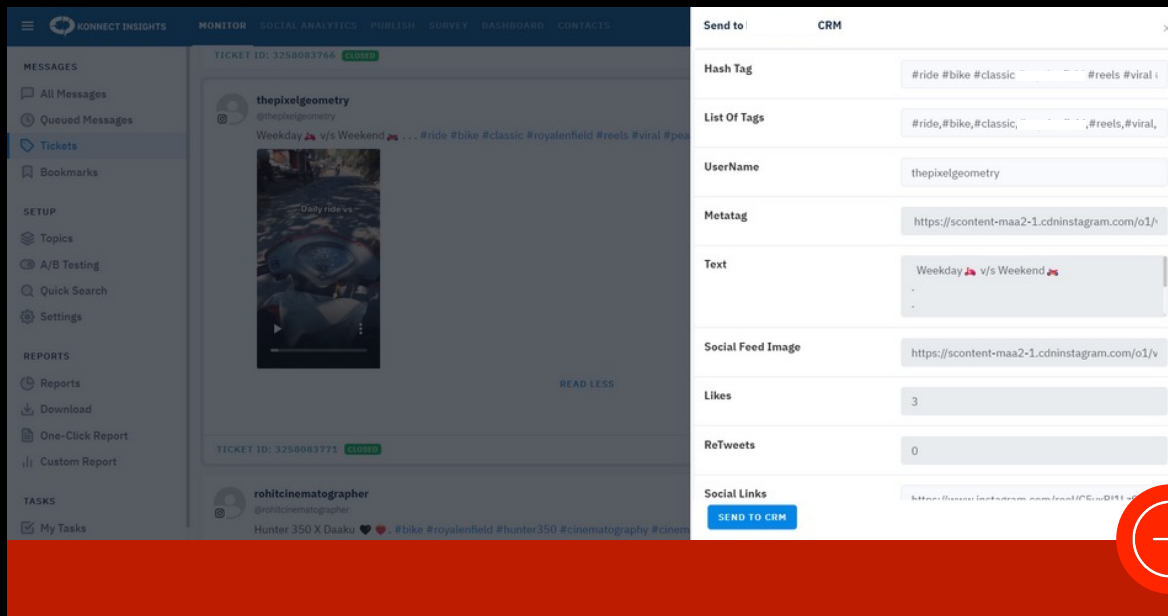 KONNECT INSIGHTS
MONITOR SOCIAL ANALYTICS PUBLISH SURVEY DASHBOARD CONTACTS
MESSAGES
All Messages
Queued Messages
Tickets
Bookmarks
SETUP
Topics
A/B Testing
Quick Search
Settings
REPORTS
Reports
Download
One-Click Report
Custom Report
TASKS
My Tasks
TICKET ID: 3258083766 CLOSED
thepixelgeometry
@thepixelgeometry
Weekday🛵 v/s Weekend🏍️ . . . #ride #bike #classic #royalenfield #reels #viral #pea
Daily ride vs
READ LESS
TICKET ID: 3258083771 CLOSED
rohitcinematographer
@rohitcinematographer
Hunter 350 X Daaku 🖤 ❤️. #bike #royalenfield #hunter350 #cinematography #cinem
Send to CRM
Hash Tag
#ride #bike #classic #reels #viral
List Of Tags
#ride,#bike,#classic, ,#reels,#viral,
UserName
thepixelgeometry
Metatag
https://scontent-maa2-1.cdninstagram.com/o1/
Text
Weekday🛵 v/s Weekend🏍️
.
.
Social Feed Image
https://scontent-maa2-1.cdninstagram.com/o1/v
Likes
3
ReTweets
0
Social Links
SEND TO CRM